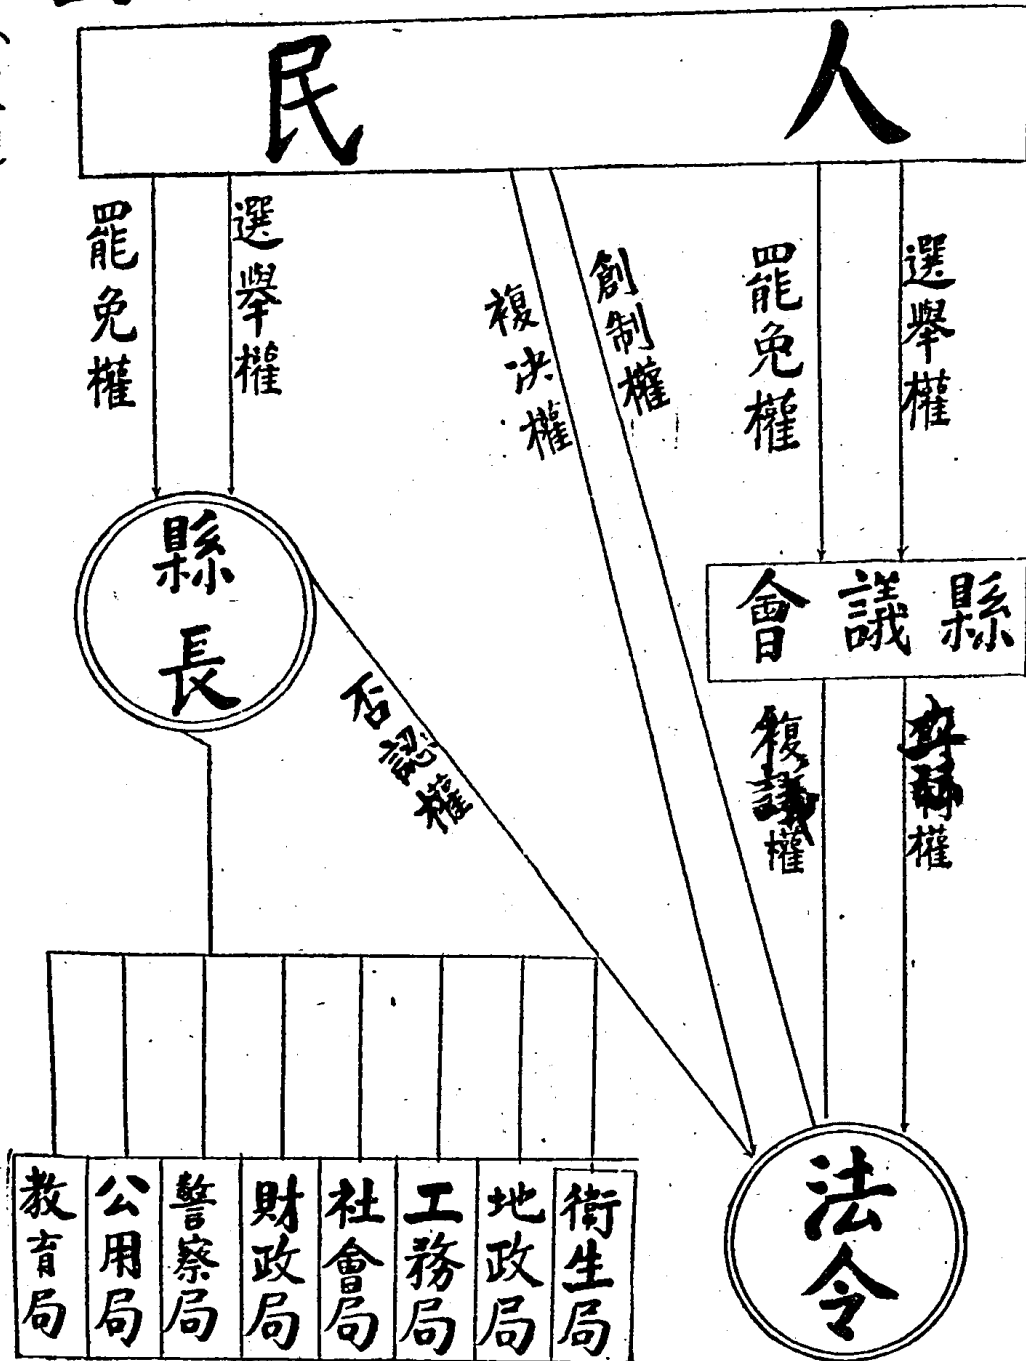 人民
選舉權
罷免權
創制權
複決權
選舉權
罷免權
縣議會
縣長
權
複議權
否認權
法令
衛生局
地政局
工務局
社會局
財政局
警察局
公用局
教育局